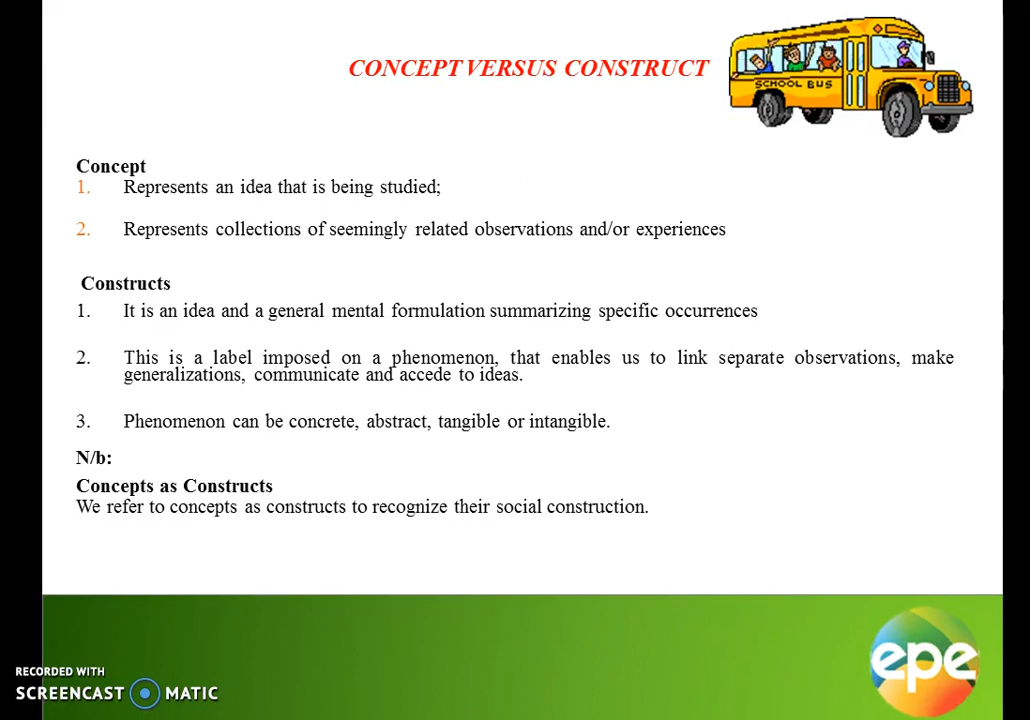 CONCEPT VERSUS CONSTRUCT
SCHOOL BUS
Concept
1. Represents an idea that is being studied;
2. Represents collections of seemingly related observations and/or experiences
Constructs
1. It is an idea and a general mental formulation summarizing specific occurrences
2. This is a label imposed on a phenomenon, that enables us to link separate observations, make
generalizations, communicate and accede to ideas.
3. Phenomenon can be concrete, abstract, tangible or intangible.
N/b:
Concepts as Constructs
We refer to concepts as constructs to recognize their social construction.
epe
RECORDED WITH
SCREENCAST MATIC